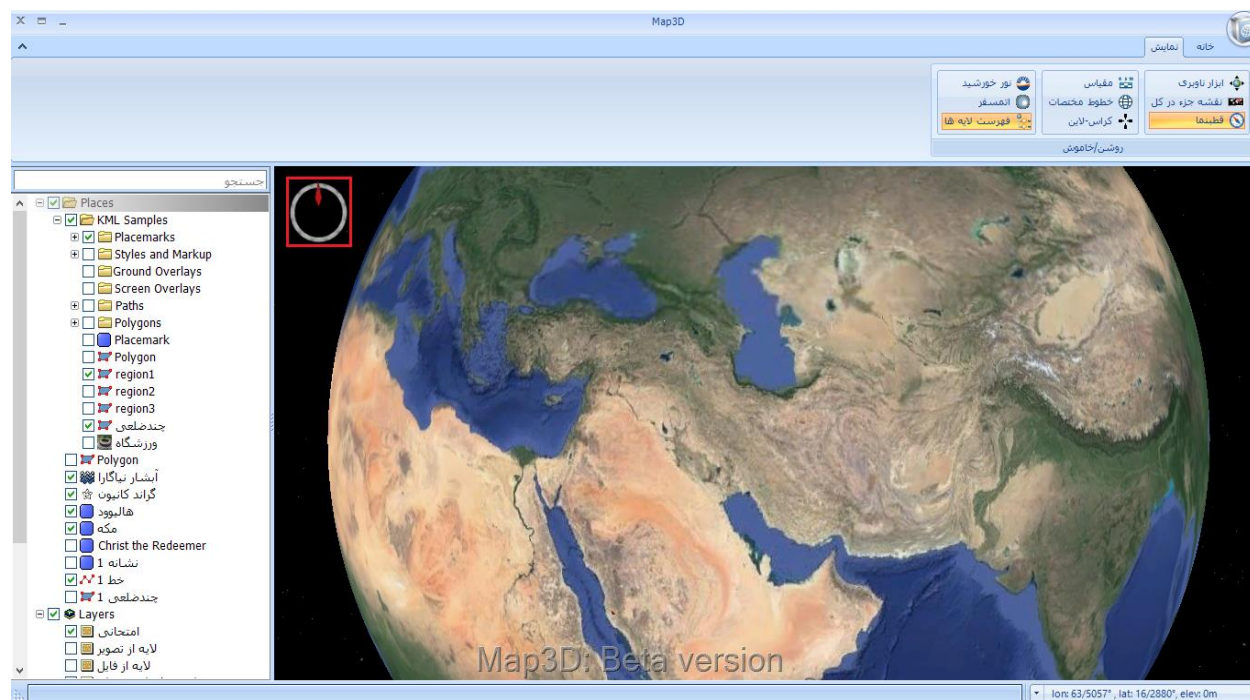 Map3D
خانه
نمایش
ابزار ناوبری
نقشه جزء در کل
قطبنما
مقیاس
خطوط مختصات
کراس-لاین
نور خورشید
اتمسفر
فهرست لایه ها
روشن/خاموش
جستجو
Places
KML Samples
Placemarks
Styles and Markup
Ground Overlays
Screen Overlays
Paths
Polygons
Placemark
Polygon
region1
region2
region3
چندضلعی
ورزشگاه
Polygon
آبشار نیاگارا
گراند کانیون
هالیوود
مکه
Christ the Redeemer
نشانه 1
خط 1
چندضلعی 1
Layers
امتحانی
لایه از تصویر
لایه از فایل
Map3D: Beta version
lon: 63/5057° , lat: 16/2880°, elev: 0m